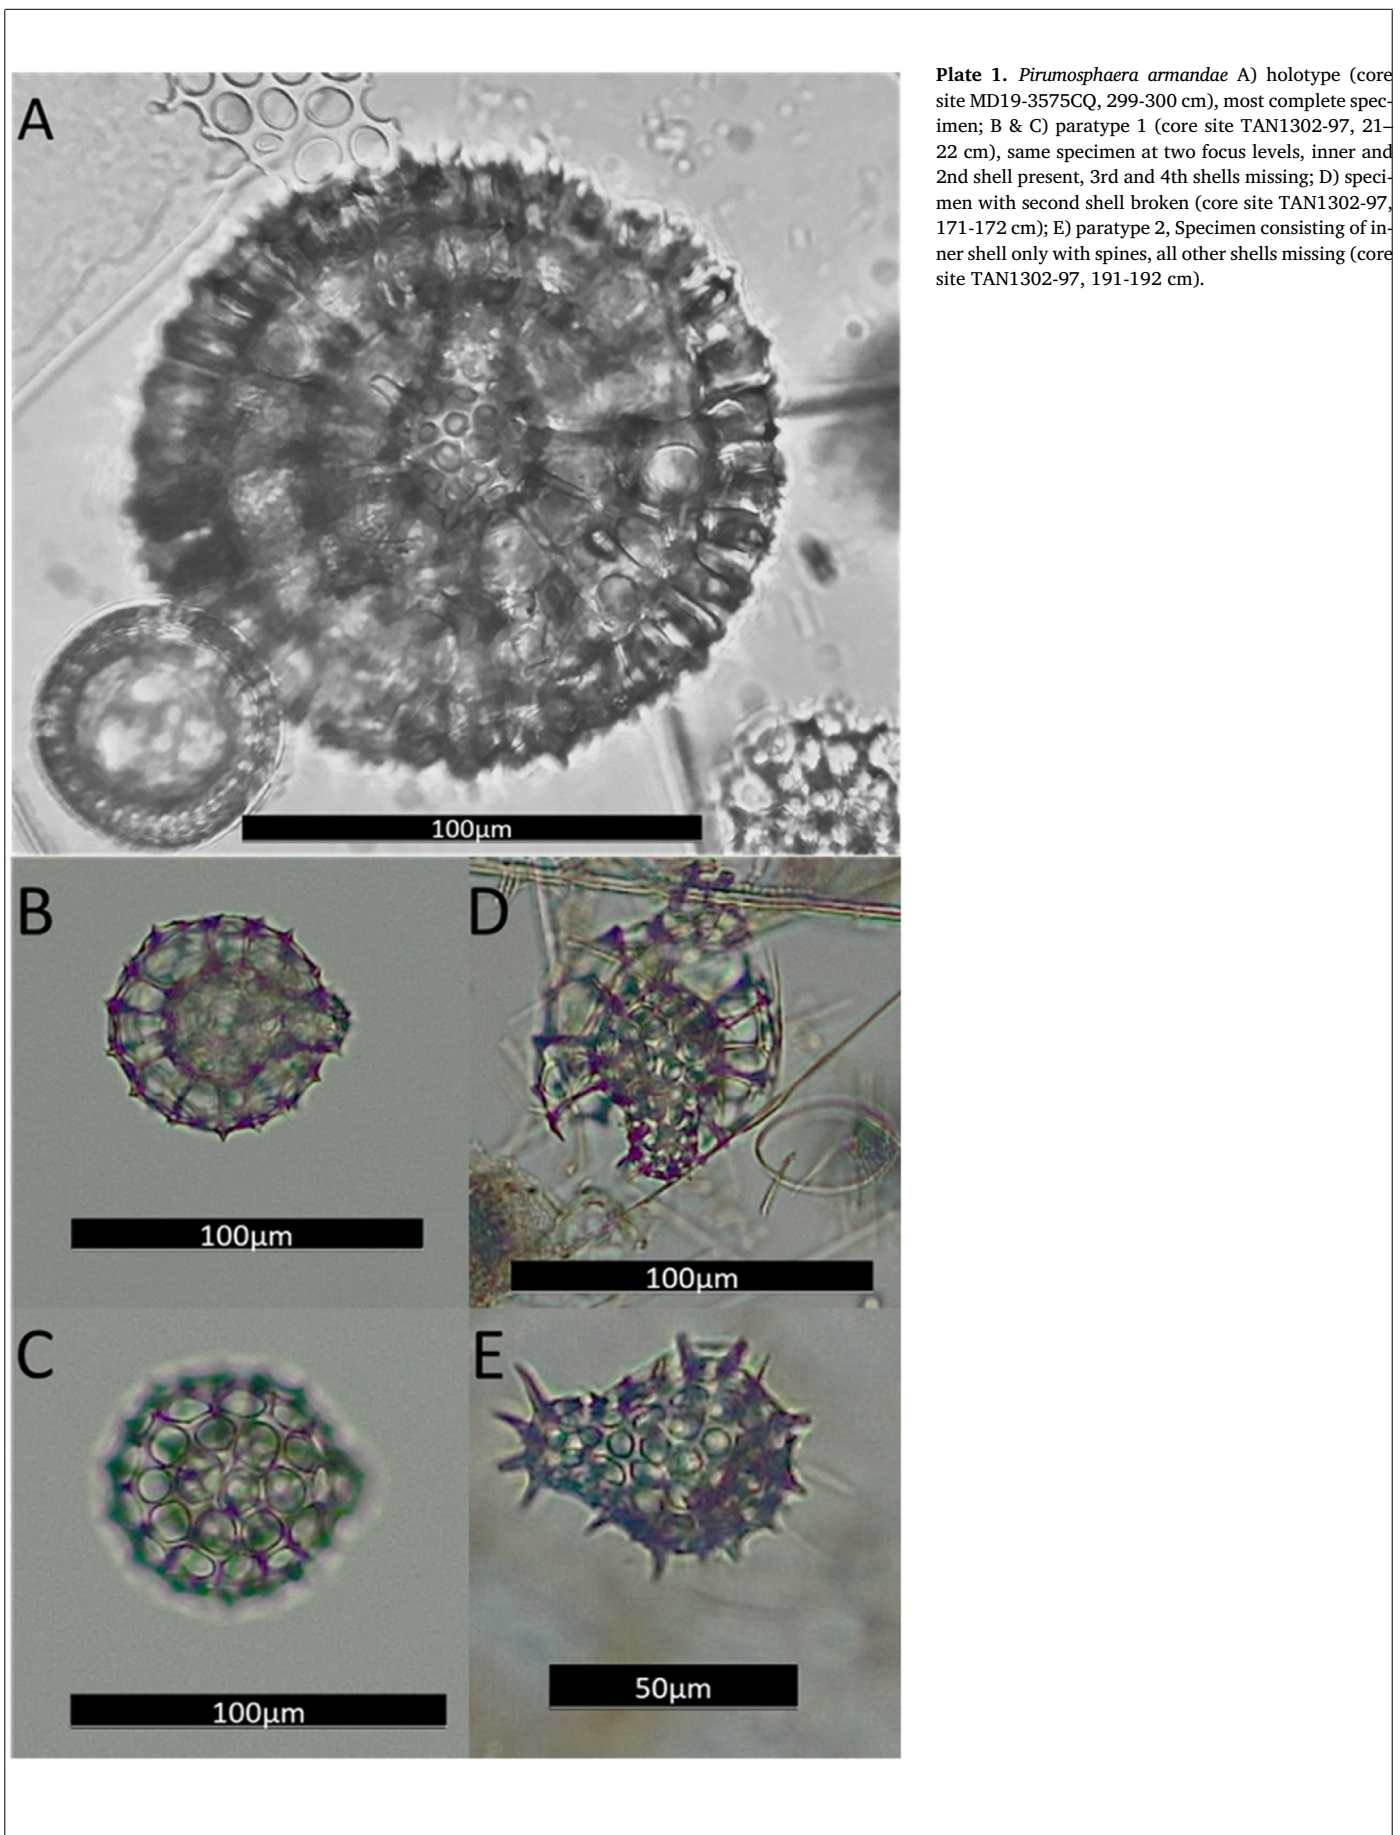 Plate 1. Pirumosphaera armandae A) holotype (core
site MD19-3575CQ, 299-300 cm), most complete spec-
imen; B & C) paratype 1 (core site TAN1302-97, 21–
22 cm), same specimen at two focus levels, inner and
2nd shell present, 3rd and 4th shells missing; D) speci-
men with second shell broken (core site TAN1302-97,
171-172 cm); E) paratype 2, Specimen consisting of in-
ner shell only with spines, all other shells missing (core
site TAN1302-97, 191-192 cm).
A
100μm
B
100μm
D
100μm
C
100μm
E
50μm